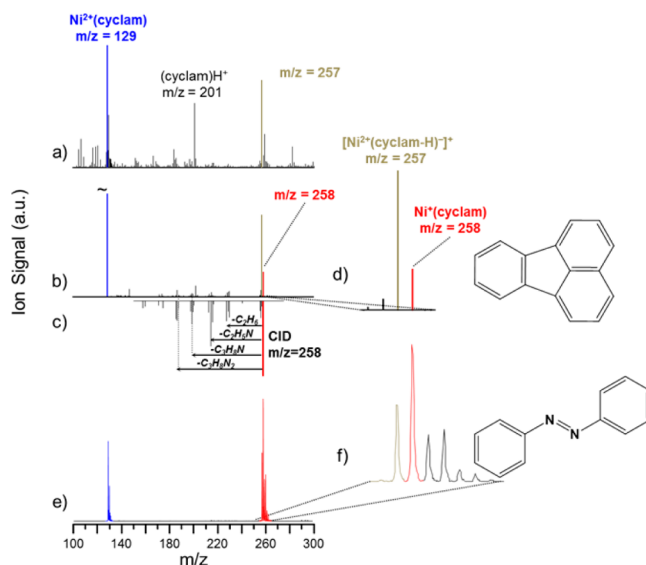 Ni²⁺(cyclam)
m/z = 129
(cyclam)H⁺
m/z = 201
m/z = 257
a)
[Ni²⁺(cyclam-H)⁻]⁺
m/z = 257
~
m/z = 258
Ni⁺(cyclam)
m/z = 258
b)
d)
c)
-C₂H₆
-C₂H₅N
-C₃H₈N
-C₃H₈N₂
CID
m/z=258
Ion Signal (a.u.)
N
N
f)
e)
100 140 180 220 260 300
m/z